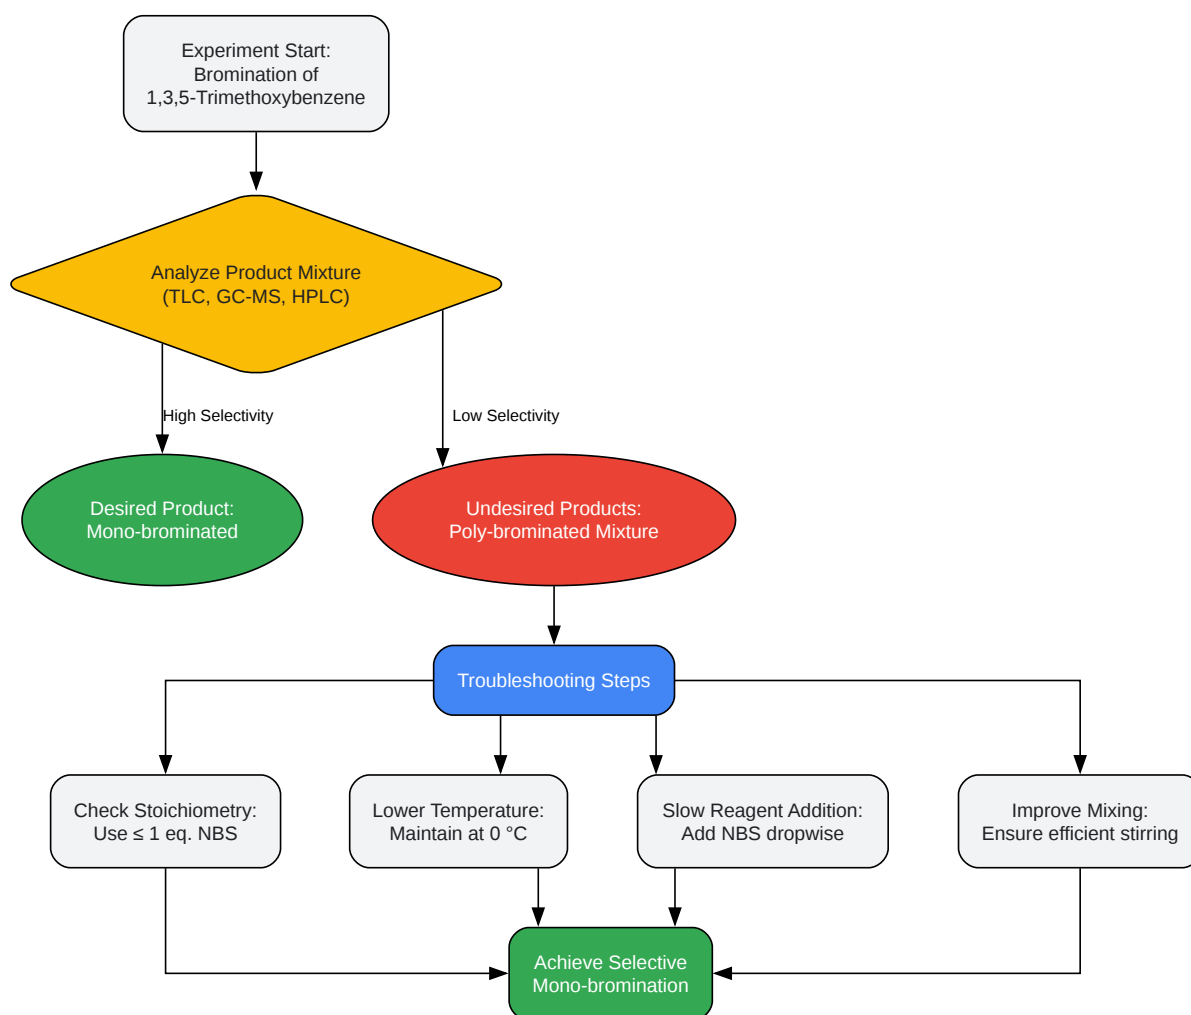 Experiment Start:
Bromination of
1,3,5-Trimethoxybenzene
Analyze Product Mixture
(TLC, GC-MS, HPLC)
High Selectivity
Low Selectivity
Desired Product:
Mono-brominated
Undesired Products:
Poly-brominated Mixture
Troubleshooting Steps
Check Stoichiometry:
Use ≤ 1 eq. NBS
Lower Temperature:
Maintain at 0 °C
Slow Reagent Addition:
Add NBS dropwise
Improve Mixing:
Ensure efficient stirring
Achieve Selective
Mono-bromination